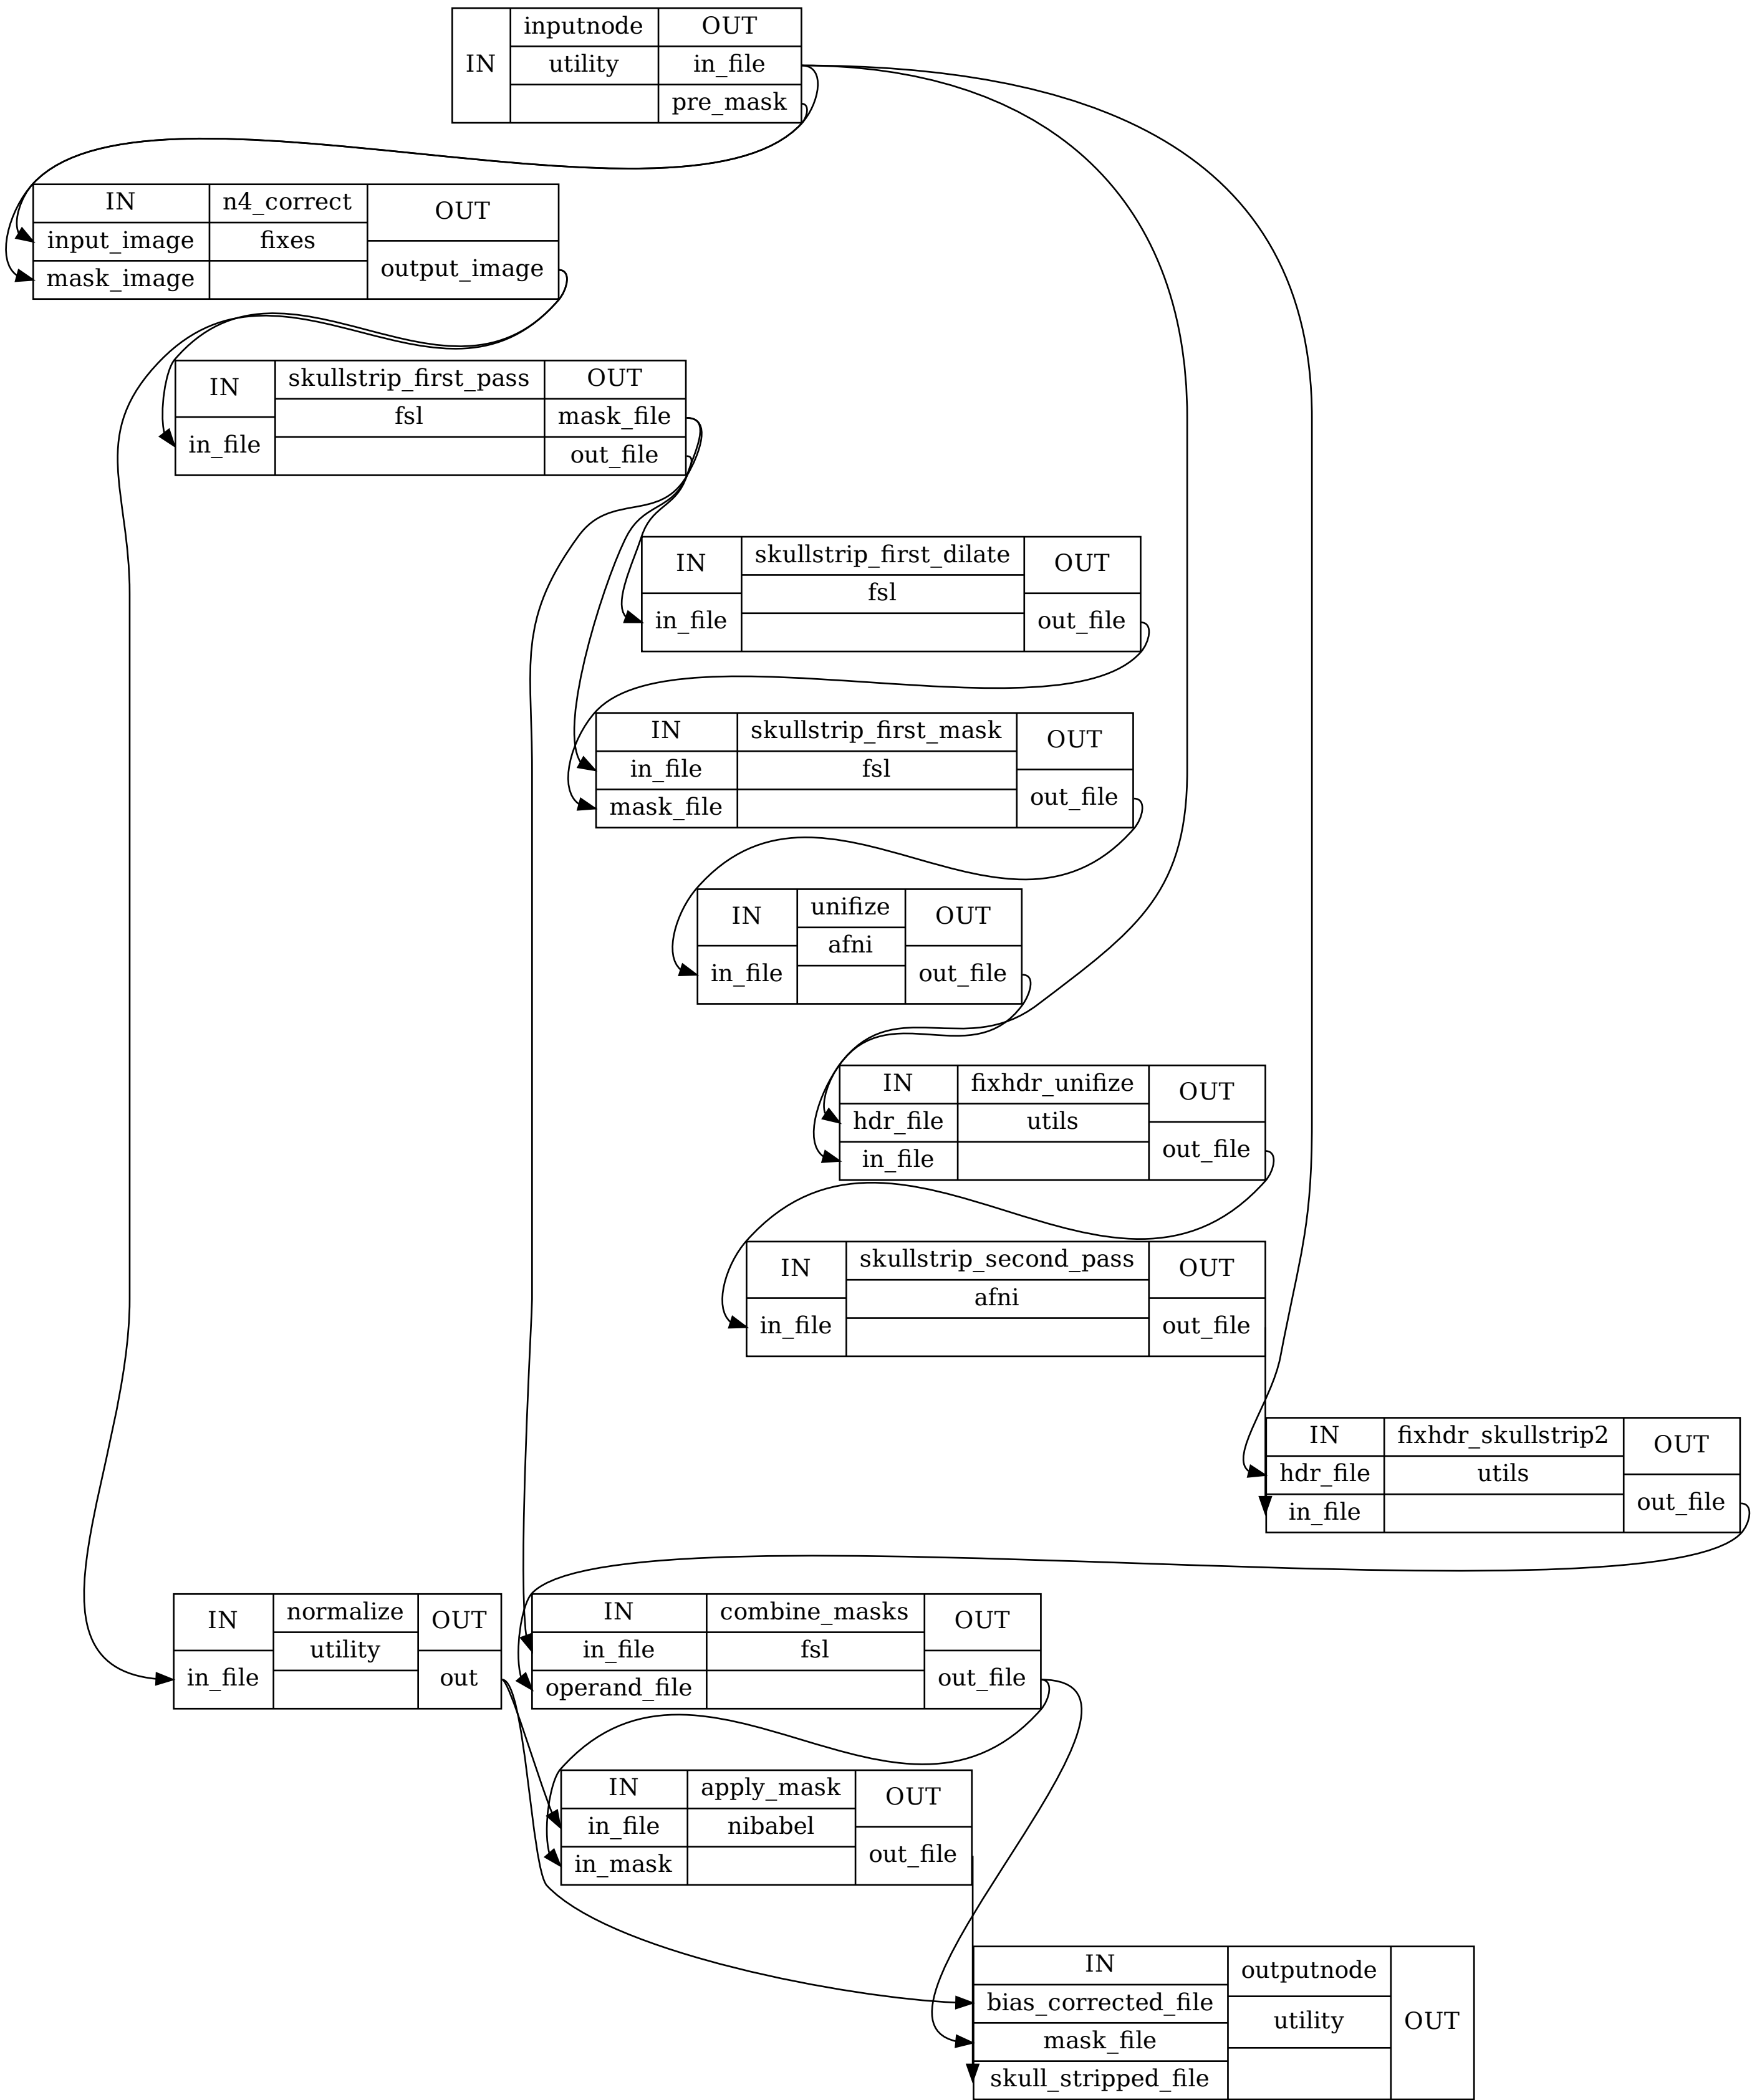 IN inputnode OUT
utility in_file
pre_mask
IN n4_correct OUT
input_image fixes
mask_image output_image
IN skullstrip_first_pass OUT
fsl mask_file
in_file out_file
IN skullstrip_first_dilate OUT
fsl
in_file out_file
IN skullstrip_first_mask OUT
in_file fsl
mask_file out_file
IN unifize OUT
afni
in_file out_file
IN fixhdr_unifize OUT
hdr_file utils
in_file out_file
IN skullstrip_second_pass OUT
afni
in_file out_file
IN fixhdr_skullstrip2 OUT
hdr_file utils
in_file out_file
IN normalize OUT
utility
in_file out
IN combine_masks OUT
in_file fsl
operand_file out_file
IN apply_mask OUT
in_file nibabel
in_mask out_file
IN outputnode
bias_corrected_file utility OUT
mask_file
skull_stripped_file